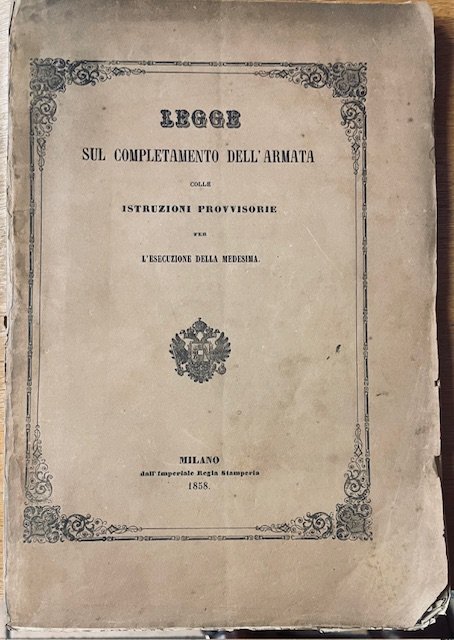 LEGGE
SUL COMPLETAMENTO DELL'ARMATA
COLLE
ISTRUZIONI PROVVISORIE
PER
L'ESECUZIONE DELLA MEDESIMA.
MILANO
dall'Imperiale Regia Stamperia
1858.